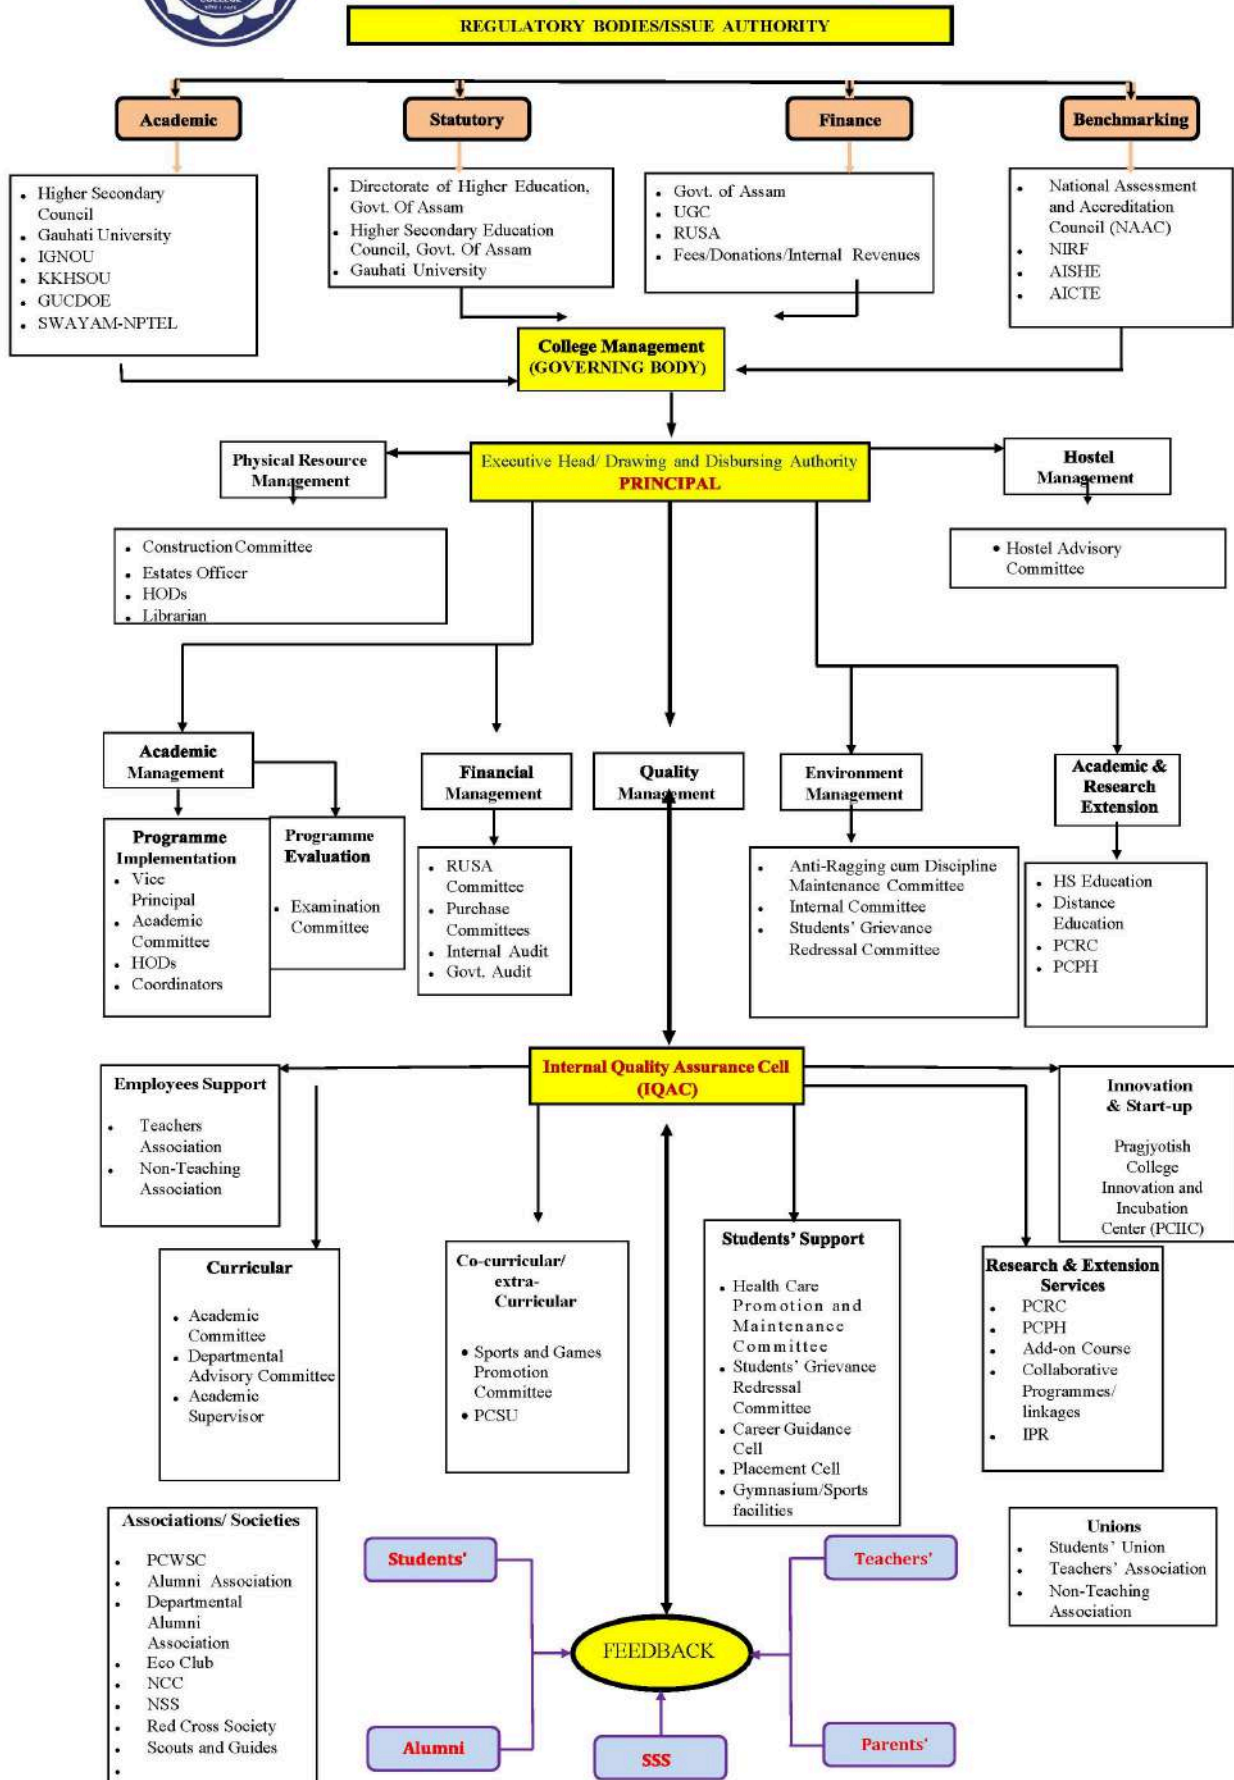 COLLEGE
REGULATORY BODIES/ISSUE AUTHORITY
Academic
Statutory
Finance
Benchmarking
• Higher Secondary
Council
• Gauhati University
• IGNOU
• KKHSOU
• GUCDOE
• SWAYAM-NPTEL
• Directorate of Higher Education,
Govt. Of Assam
• Higher Secondary Education
Council, Govt. Of Assam
• Gauhati University
• Govt. of Assam
• UGC
• RUSA
• Fees/Donations/Internal Revenues
• National Assessment
and Accreditation
Council (NAAC)
• NIRF
• AISHE
• AICTE
College Management
(GOVERNING BODY)
Physical Resource
Management
Executive Head/ Drawing and Disbursing Authority
PRINCIPAL
Hostel
Management
• Construction Committee
• Estates Officer
• HODs
• Librarian
• Hostel Advisory
Committee
Academic
Management
Financial
Management
Quality
Management
Environment
Management
Academic &
Research
Extension
Programme
Implementation
• Vice
Principal
• Academic
Committee
• HODs
• Coordinators
Programme
Evaluation
• Examination
Committee
• RUSA
Committee
• Purchase
Committees
• Internal Audit
• Govt. Audit
• Anti-Ragging cum Discipline
Maintenance Committee
• Internal Committee
• Students' Grievance
Redressal Committee
• HS Education
• Distance
Education
• PCRC
• PCPH
Internal Quality Assurance Cell
(IQAC)
Employees Support
• Teachers
Association
• Non-Teaching
Association
Innovation
& Start-up
Pragjyotish
College
Innovation and
Incubation
Center (PCIIC)
Curricular
• Academic
Committee
• Departmental
Advisory Committee
• Academic
Supervisor
Co-curricular/
extra-
Curricular
• Sports and Games
Promotion
Committee
• PCSU
Students' Support
• Health Care
Promotion and
Maintenance
Committee
• Students' Grievance
Redressal
Committee
• Career Guidance
Cell
• Placement Cell
• Gymnasium/Sports
facilities
Research & Extension
Services
• PCRC
• PCPH
• Add-on Course
• Collaborative
Programmes/
linkages
• IPR
Associations/ Societies
• PCWSC
• Alumni Association
• Departmental
Alumni
Association
• Eco Club
• NCC
• NSS
• Red Cross Society
• Scouts and Guides
•
Students'
Teachers'
FEEDBACK
Alumni
SSS
Parents'
Unions
• Students' Union
• Teachers' Association
• Non-Teaching
Association